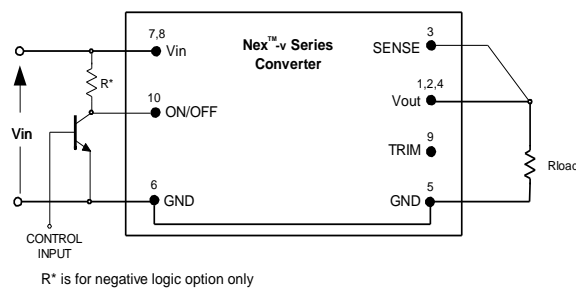 7,8
Vin
Nex™-v Series
Converter
3
SENSE
R*
1,2,4
Vout
10
ON/OFF
Vin
9
TRIM
Rload
6
GND
5
GND
CONTROL
INPUT
R* is for negative logic option only